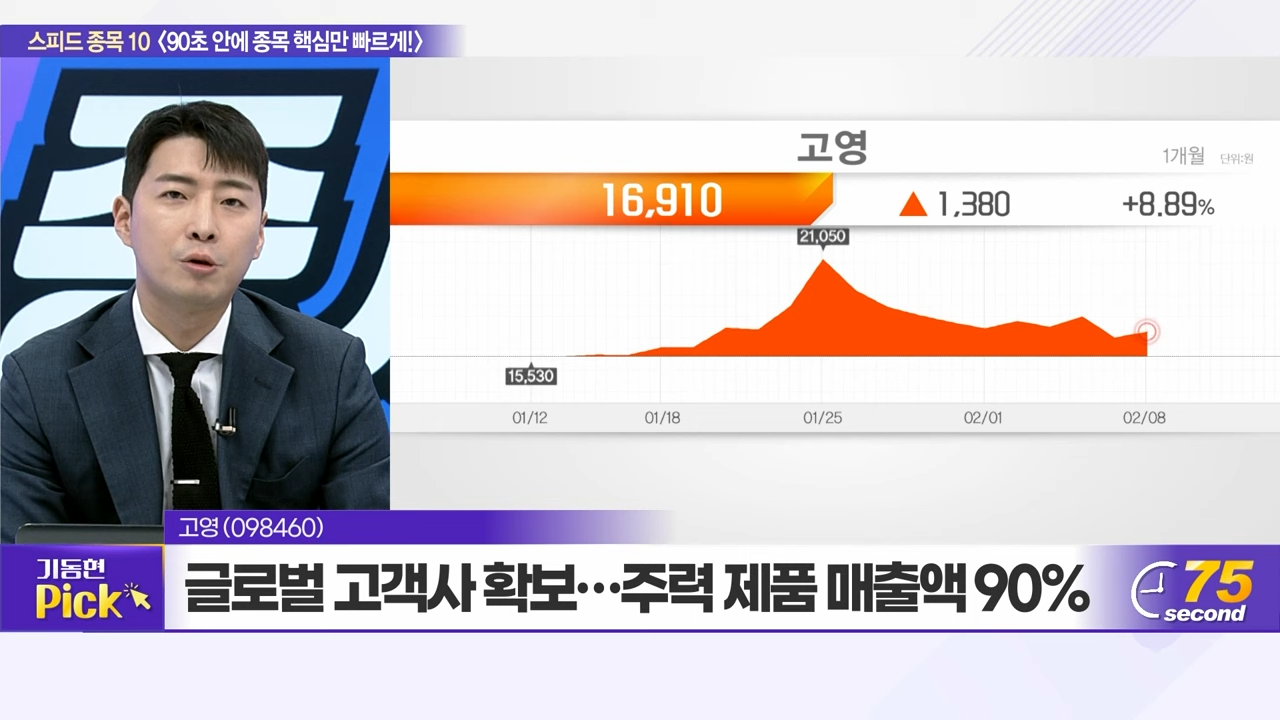 스피드 종목 10 <90초 안에 종목 핵심만 빠르게!>
고영
1개월 단위:원
16,910 ▲ 1,380 +8.89%
21,050
15,530
01/12 01/18 01/25 02/01 02/08
고영(098460)
기동현
Pick
글로벌 고객사 확보…주력 제품 매출액 90%
75
second